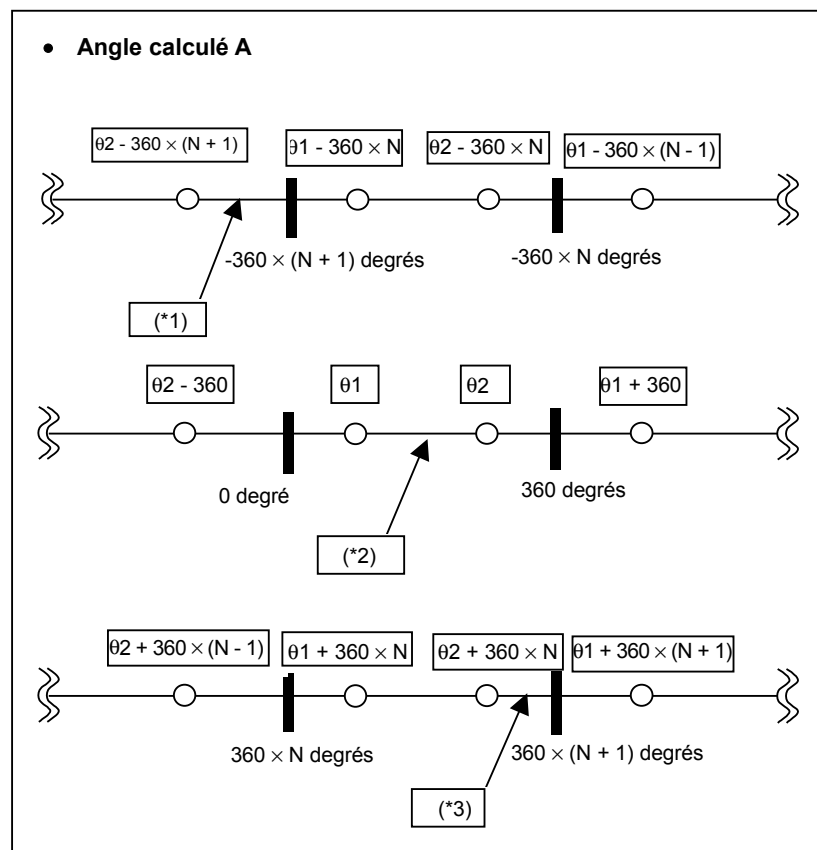 • Angle calculé A
θ2 - 360 × (N + 1)
θ1 - 360 × N
θ2 - 360 × N
θ1 - 360 × (N - 1)
-360 × (N + 1) degrés
-360 × N degrés
(*1)
θ2 - 360
θ1
θ2
θ1 + 360
0 degré
360 degrés
(*2)
θ2 + 360 × (N - 1)
θ1 + 360 × N
θ2 + 360 × N
θ1 + 360 × (N + 1)
360 × N degrés
360 × (N + 1) degrés
(*3)